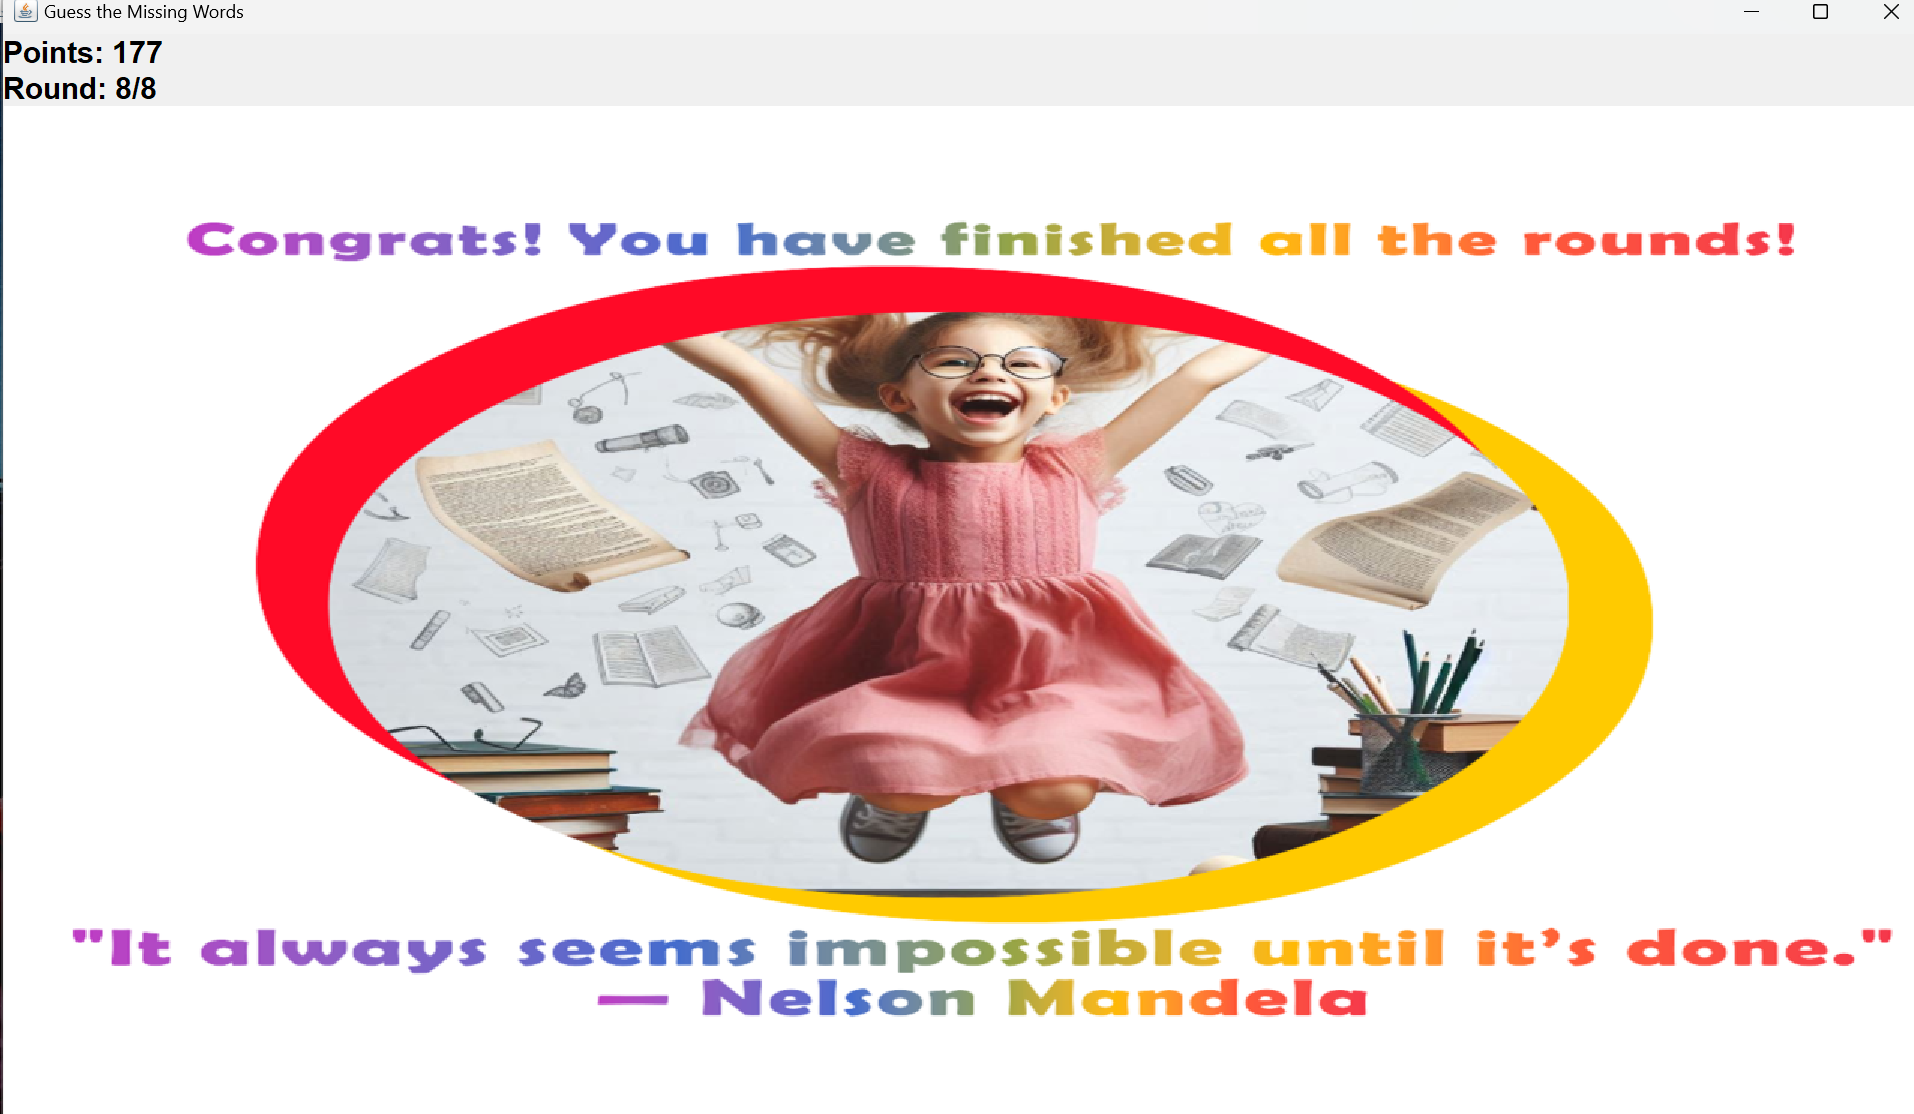 Guess the Missing Words
Points: 177
Round: 8/8
Congrats! You have finished all the rounds!
"It always seems impossible until it’s done."
— Nelson Mandela